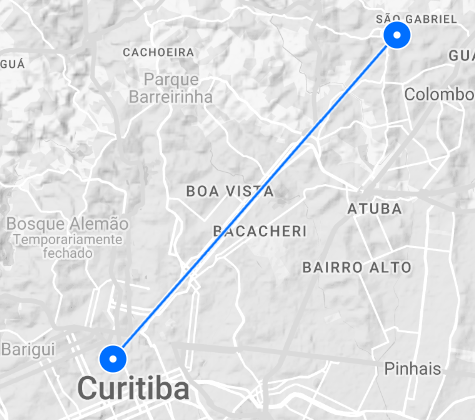 SÃO GABRIEL
CACHOEIRA
GUÁ
GUA
Parque
Barreirinha
Colombo
BOA VISTA
ATUBA
Bosque Alemão
Temporariamente
fechado
BACACHERI
BAIRRO ALTO
Barigui
Pinhais
Curitiba